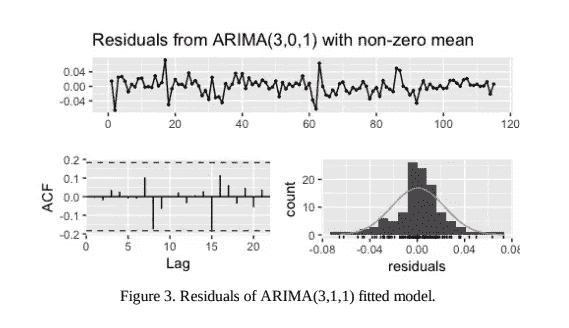 Residuals from ARIMA(3,0,1) with non-zero mean
0.04
0.00
-0.04
0 20 40 60 80 100 120
0.2
0.1
0.0
-0.1
-0.2
ACF
0 5 10 15 20
Lag
20
10
0
count
-0.08 -0.04 0.00 0.04 0.08
residuals
Figure 3. Residuals of ARIMA(3,1,1) fitted model.